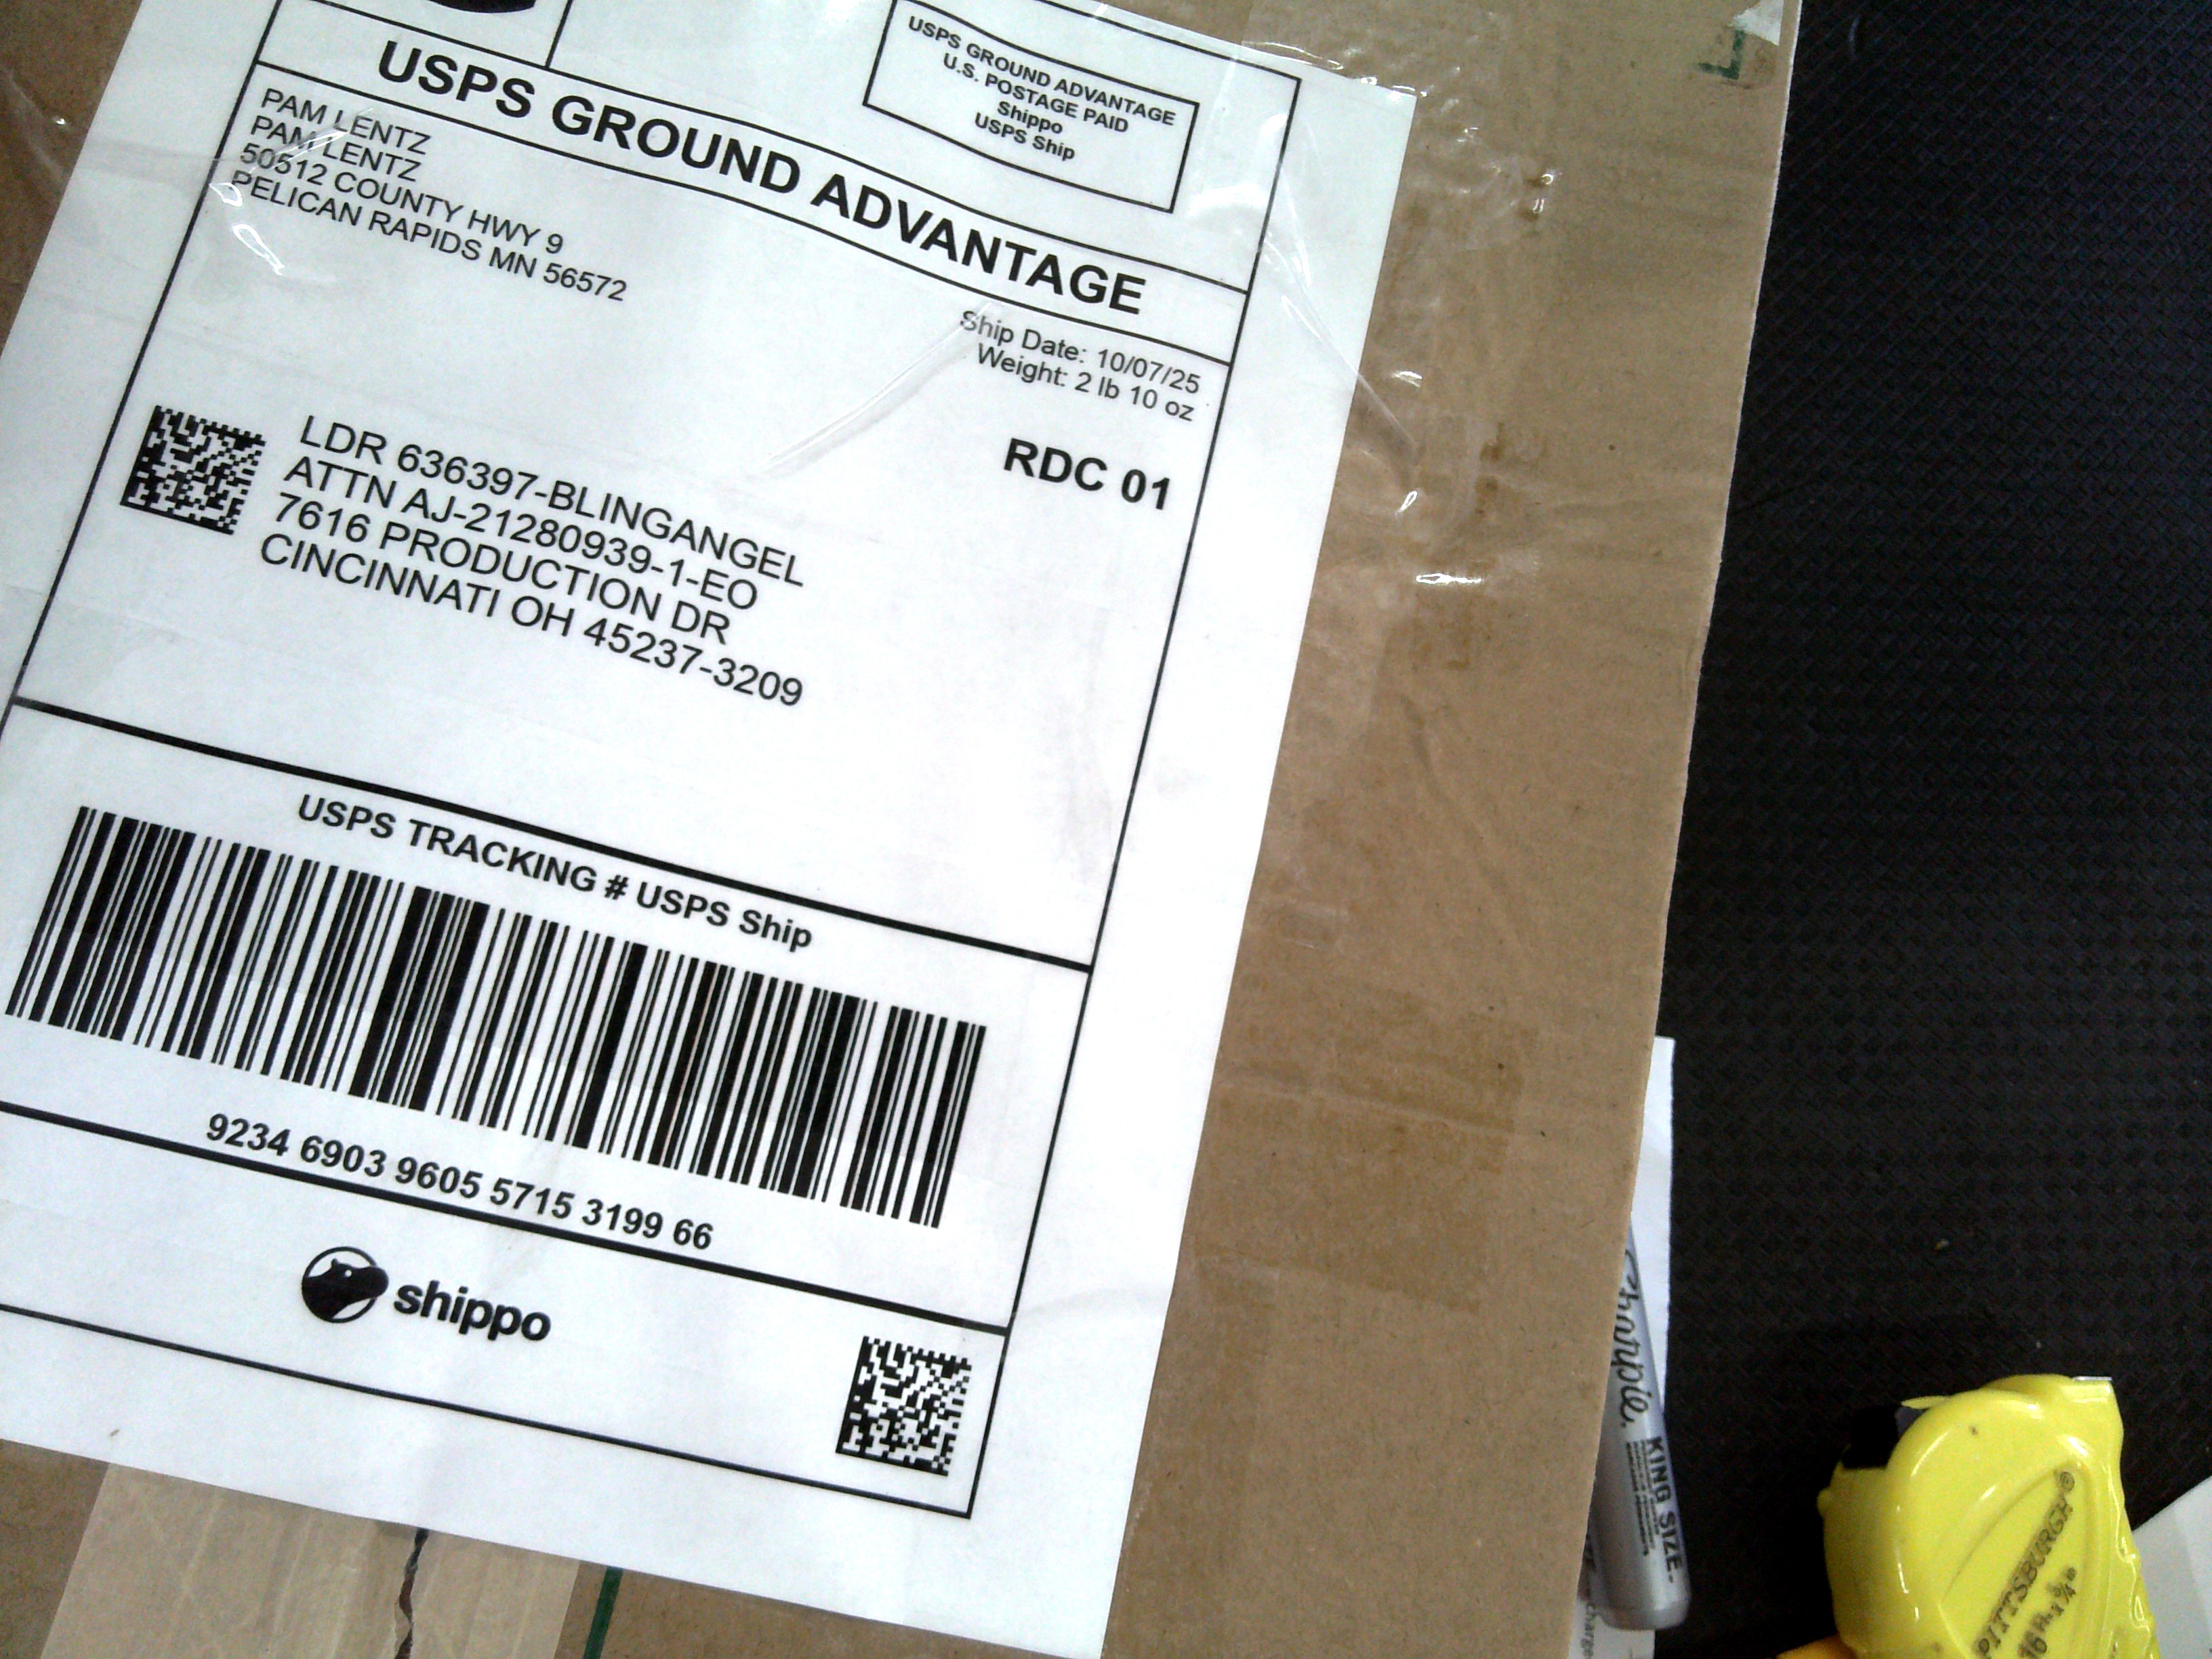 USPS GROUND ADVANTAGE
U.S. POSTAGE PAID
Shippo
USPS Ship
USPS GROUND ADVANTAGE
PAM LENTZ
PAM LENTZ
50512 COUNTY HWY 9
PELICAN RAPIDS MN 56572
Ship Date: 10/07/25
Weight: 2 lb 10 oz
RDC 01
LDR 636397-BLINGANGEL
ATTN AJ-21280939-1-EO
7616 PRODUCTION DR
CINCINNATI OH 45237-3209
USPS TRACKING # USPS Ship
9234 6903 9605 5715 3199 66
shippo
Sharpie.
KING SIZE.
PITTSBURGH®